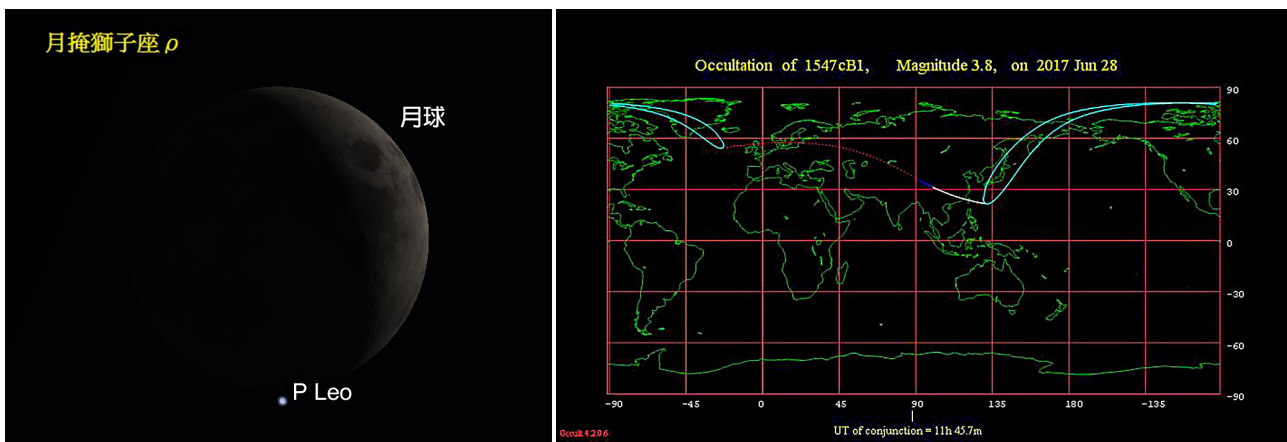 月掩獅子座 ρ
月球
P Leo
Occultation of 1547cB1, Magnitude 3.8, on 2017 Jun 28
90
60
30
0
-30
-60
-90
-90 -45 0 45 90 135 180 -135
UT of conjunction = 11h 45.7m
Occult 4.2.0.6